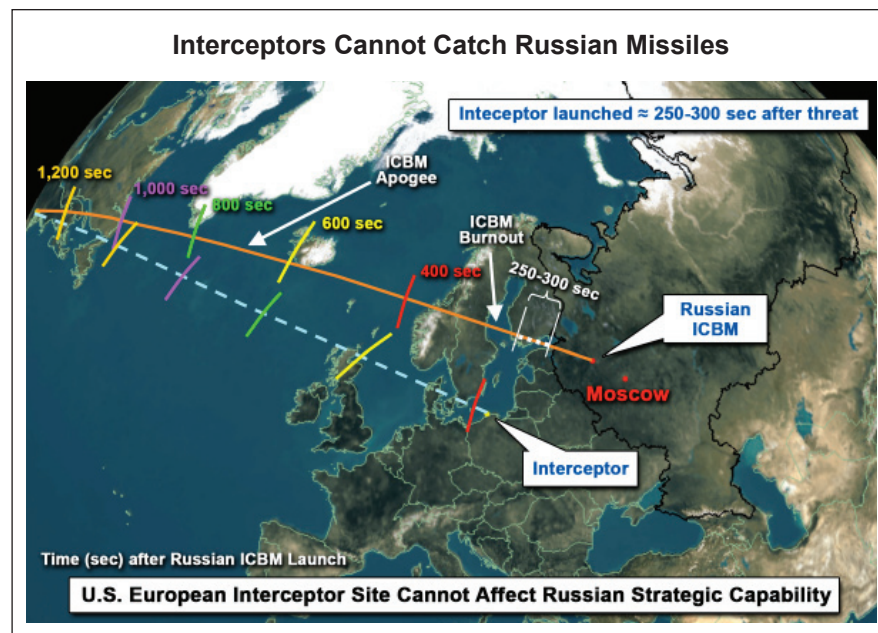 Interceptors Cannot Catch Russian Missiles
Inteceptor launched ≈ 250-300 sec after threat
ICBM
Apogee
1,200 sec
1,000 sec
800 sec
600 sec
ICBM
Burnout
250-300 sec
400 sec
Russian
ICBM
Moscow
Interceptor
Time (sec) after Russian ICBM Launch
U.S. European Interceptor Site Cannot Affect Russian Strategic Capability